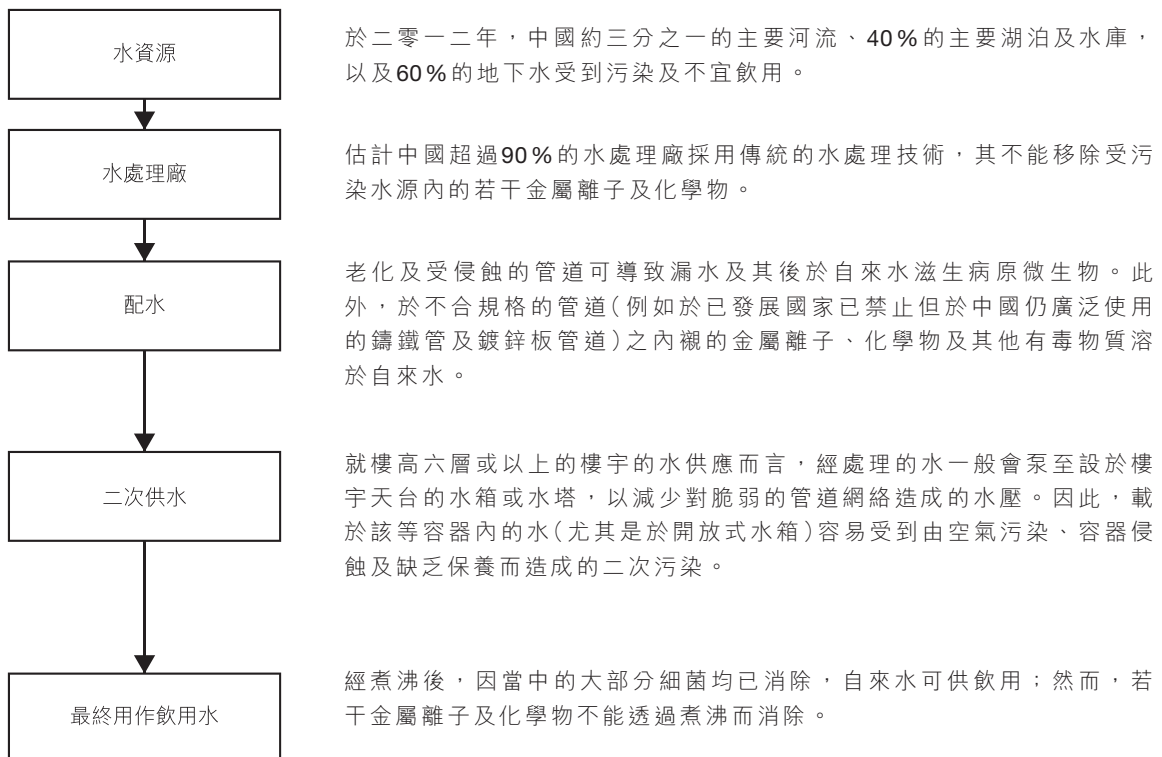 水資源
於二零一二年，中國約三分之一的主要河流、40%的主要湖泊及水庫，
以及60%的地下水受到污染及不宜飲用。
水處理廠
估計中國超過90%的水處理廠採用傳統的水處理技術，其不能移除受污
染水源內的若干金屬離子及化學物。
配水
老化及受侵蝕的管道可導致漏水及其後於自來水滋生病原微生物。此
外，於不合規格的管道(例如於已發展國家已禁止但於中國仍廣泛使用
的鑄鐵管及鍍鋅板管道)之內襯的金屬離子、化學物及其他有毒物質溶
於自來水。
二次供水
就樓高六層或以上的樓宇的水供應而言，經處理的水一般會泵至設於樓
宇天台的水箱或水塔，以減少對脆弱的管道網絡造成的水壓。因此，載
於該等容器內的水(尤其是於開放式水箱)容易受到由空氣污染、容器侵
蝕及缺乏保養而造成的二次污染。
最終用作飲用水
經煮沸後，因當中的大部分細菌均已消除，自來水可供飲用；然而，若
干金屬離子及化學物不能透過煮沸而消除。